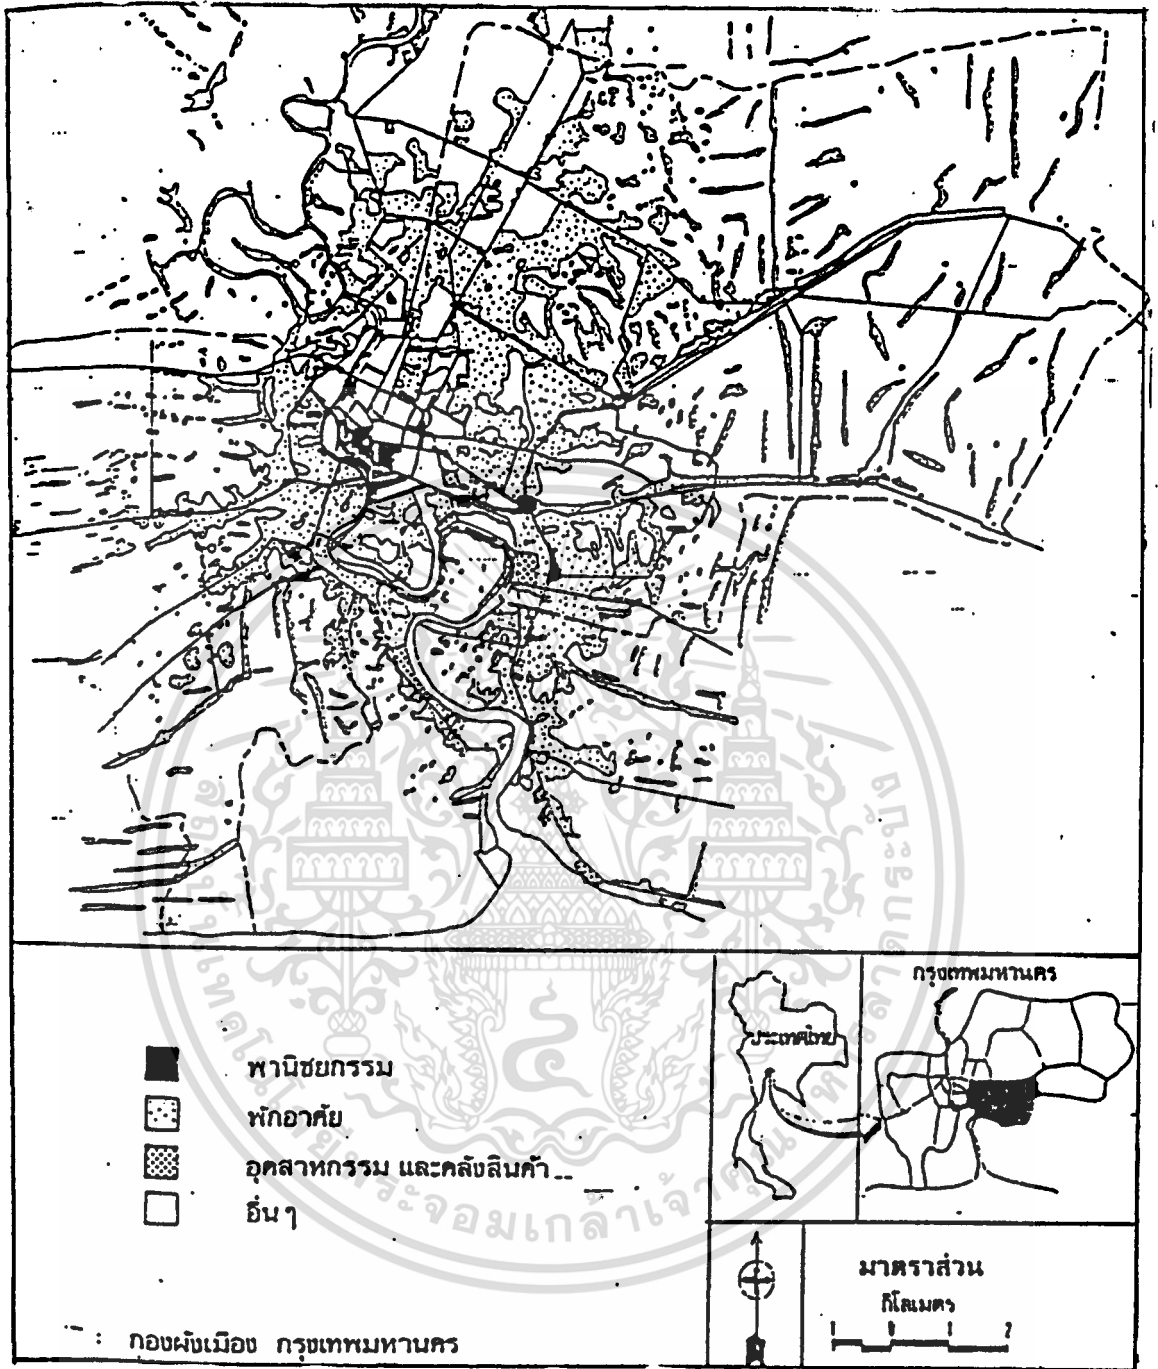 พานิชยกรรม
พักอาศัย
อุตสาหกรรม และคลังสินค้า
อื่นๆ
: กองผังเมือง กรุงเทพมหานคร
ประเทศไทย
กรุงเทพมหานคร
มาตราส่วน
กิโลเมตร
1 0 1 2